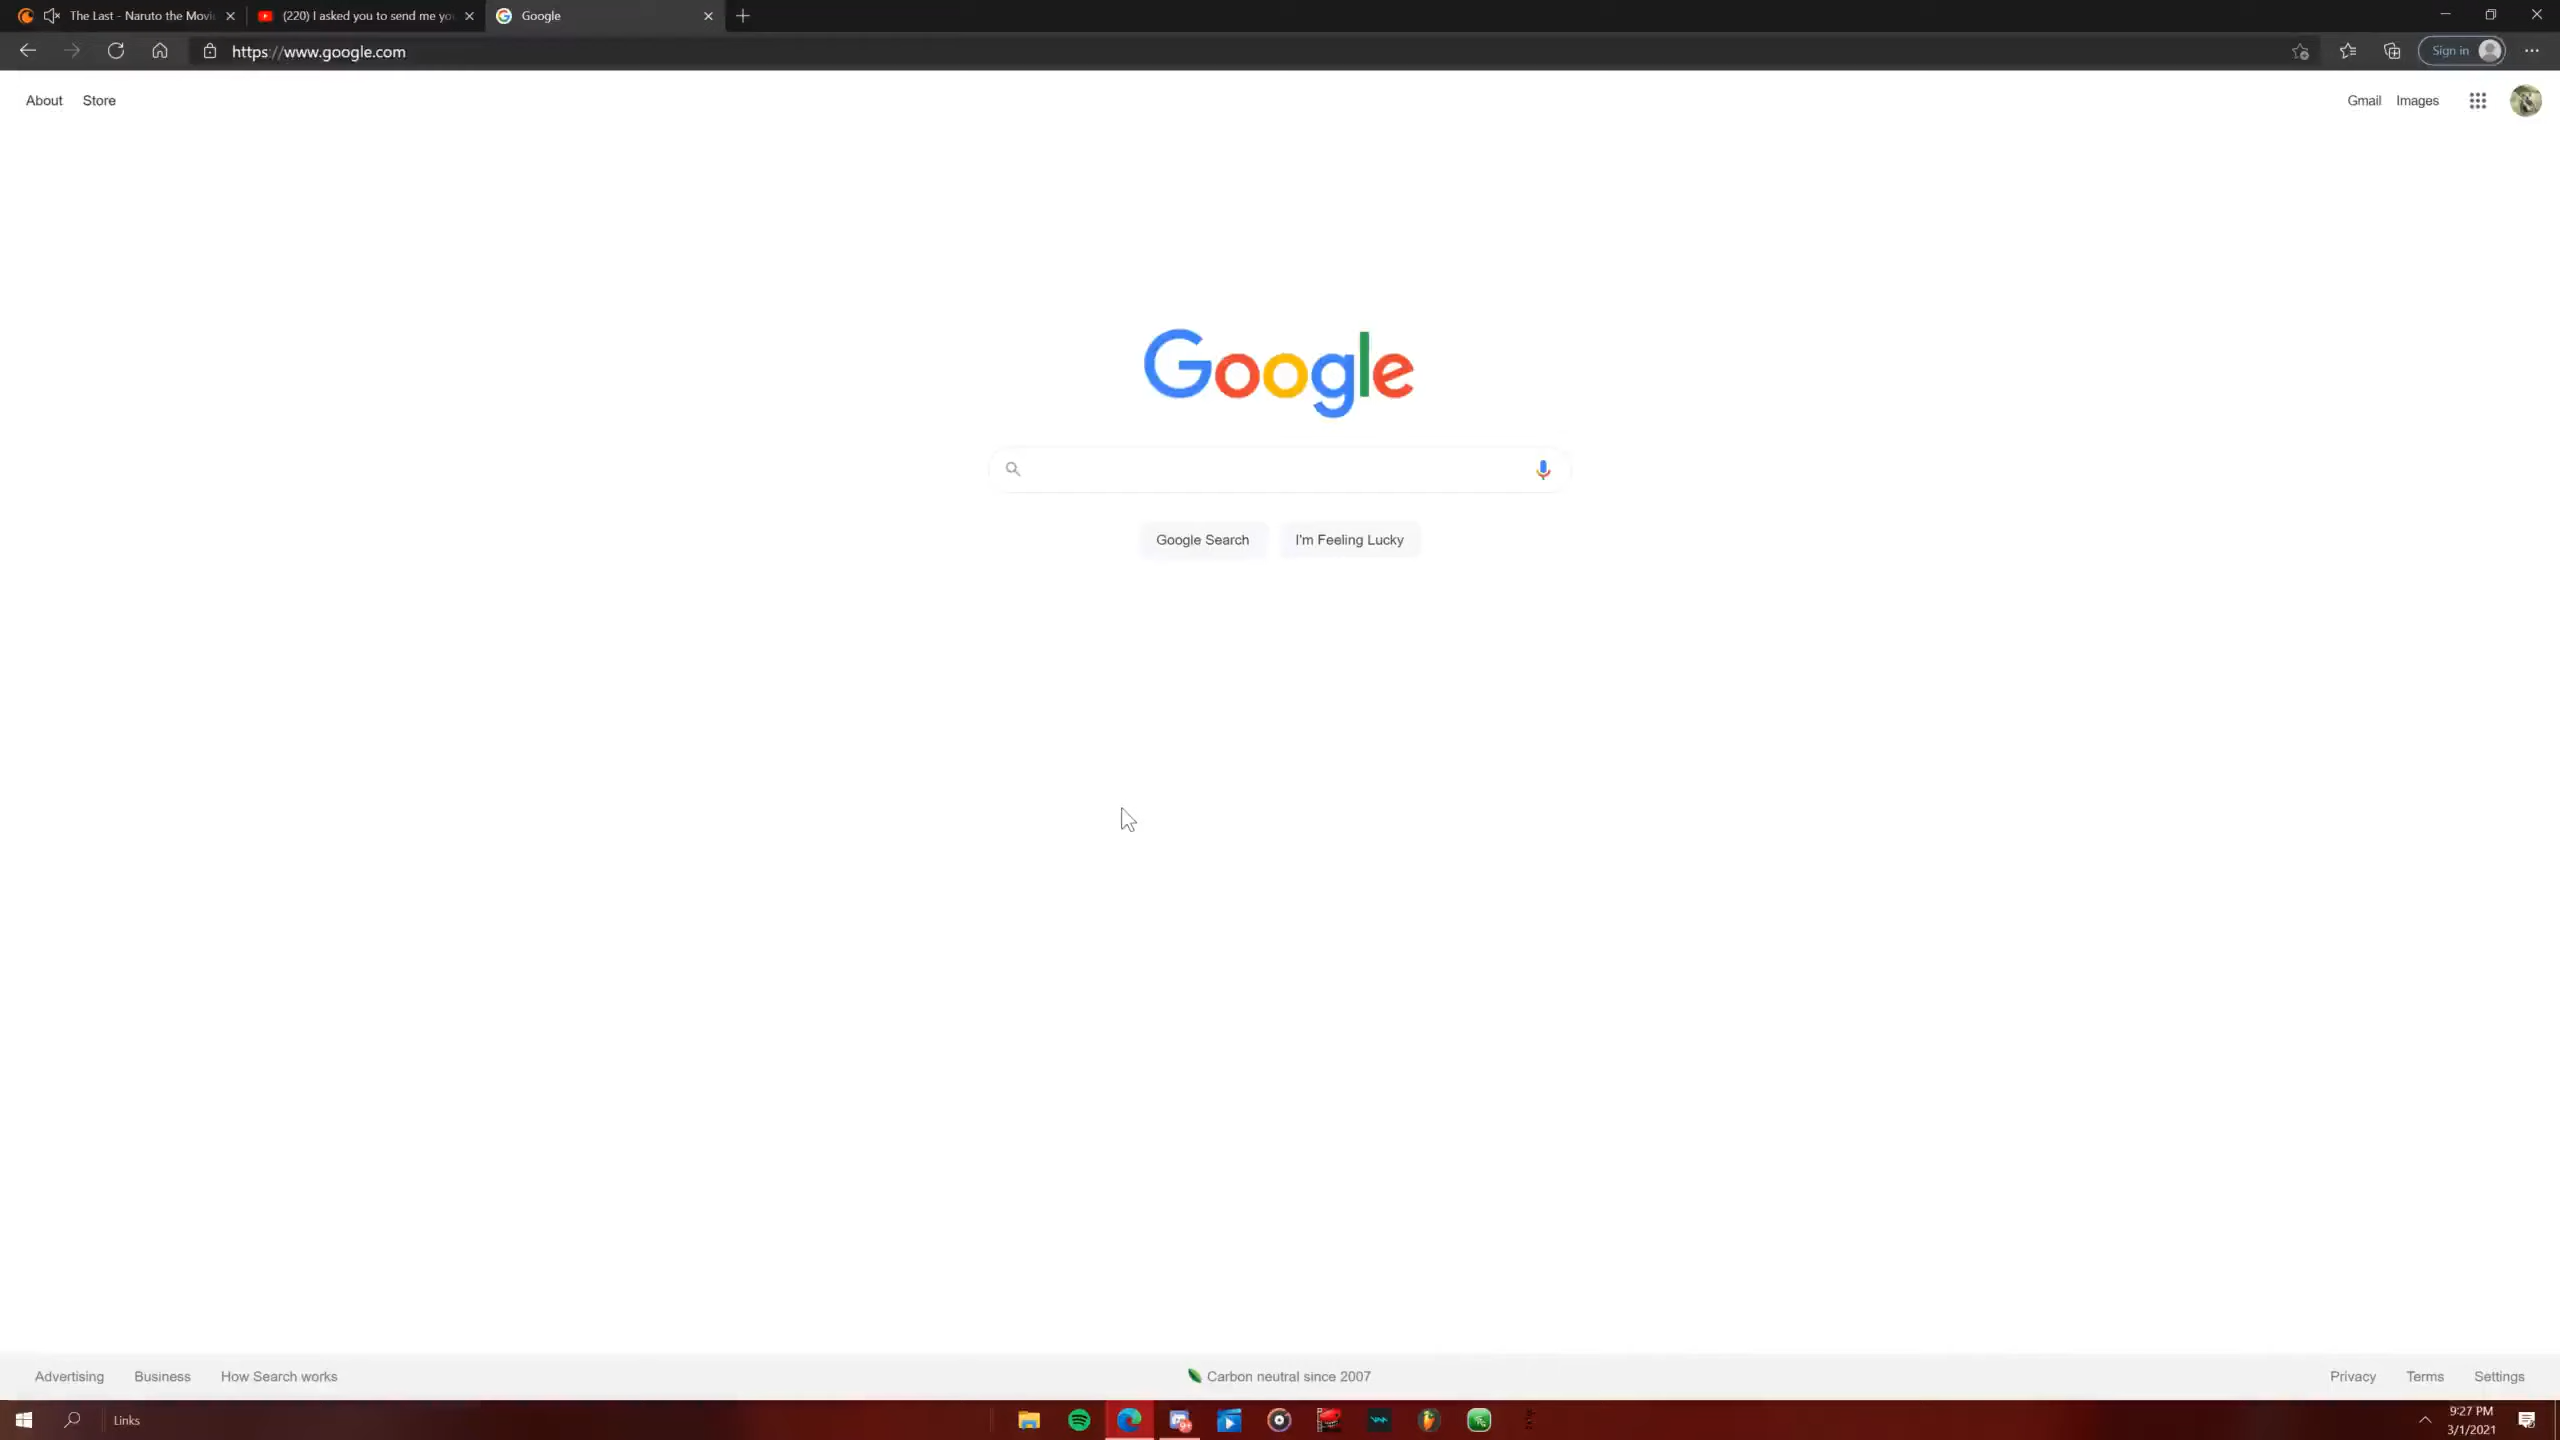 The Last - Naruto the Movi
(220) I asked you to send me yo
Google
https://www.google.com
Sign in
About
Store
Gmail
Images
Google
Google Search
I'm Feeling Lucky
Advertising
Business
How Search works
Carbon neutral since 2007
Privacy
Terms
Settings
Links
9:27 PM
3/1/2021